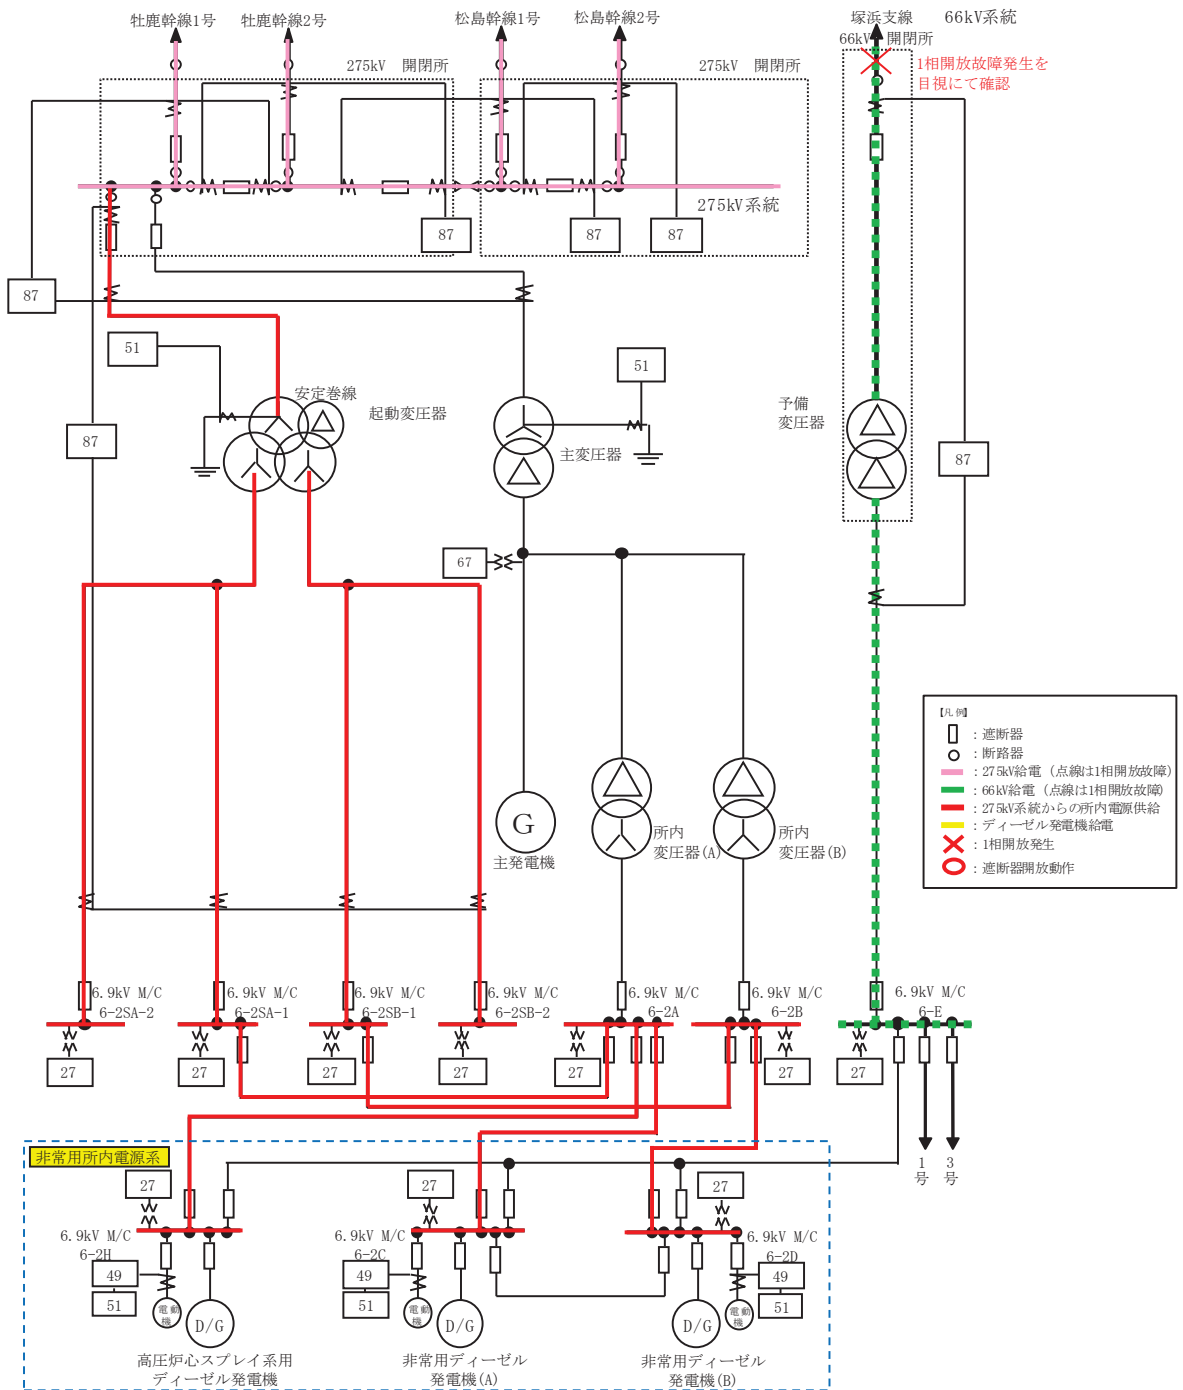 牡鹿幹線1号
牡鹿幹線2号
松島幹線1号
松島幹線2号
塚浜支線
66kV系統
66kV 開閉所
275kV 開閉所
275kV 開閉所
1相開放故障発生を
目視にて確認
275kV系統
87
87
87
87
51
安定巻線
起動変圧器
51
予備
変圧器
87
主変圧器
87
67
G
主発電機
所内
変圧器(A)
所内
変圧器(B)
【凡例】
：遮断器
：断路器
：275kV給電（点線は1相開放故障）
：66kV給電（点線は1相開放故障）
：275kV系統からの所内電源供給
：ディーゼル発電機給電
：1相開放発生
：遮断器開放動作
6.9kV M/C
6-2SA-2
6.9kV M/C
6-2SA-1
6.9kV M/C
6-2SB-1
6.9kV M/C
6-2SB-2
6.9kV M/C
6-2A
6.9kV M/C
6-2B
6.9kV M/C
6-E
27
27
27
27
27
27
27
1
号
3
号
非常用所内電源系
27
27
27
6.9kV M/C
6-2H
6.9kV M/C
6-2C
6.9kV M/C
6-2D
49
51
電動
機
D/G
49
51
電動
機
D/G
D/G
電動
機
49
51
高圧炉心スプレイ系用
ディーゼル発電機
非常用ディーゼル
発電機(A)
非常用ディーゼル
発電機(B)